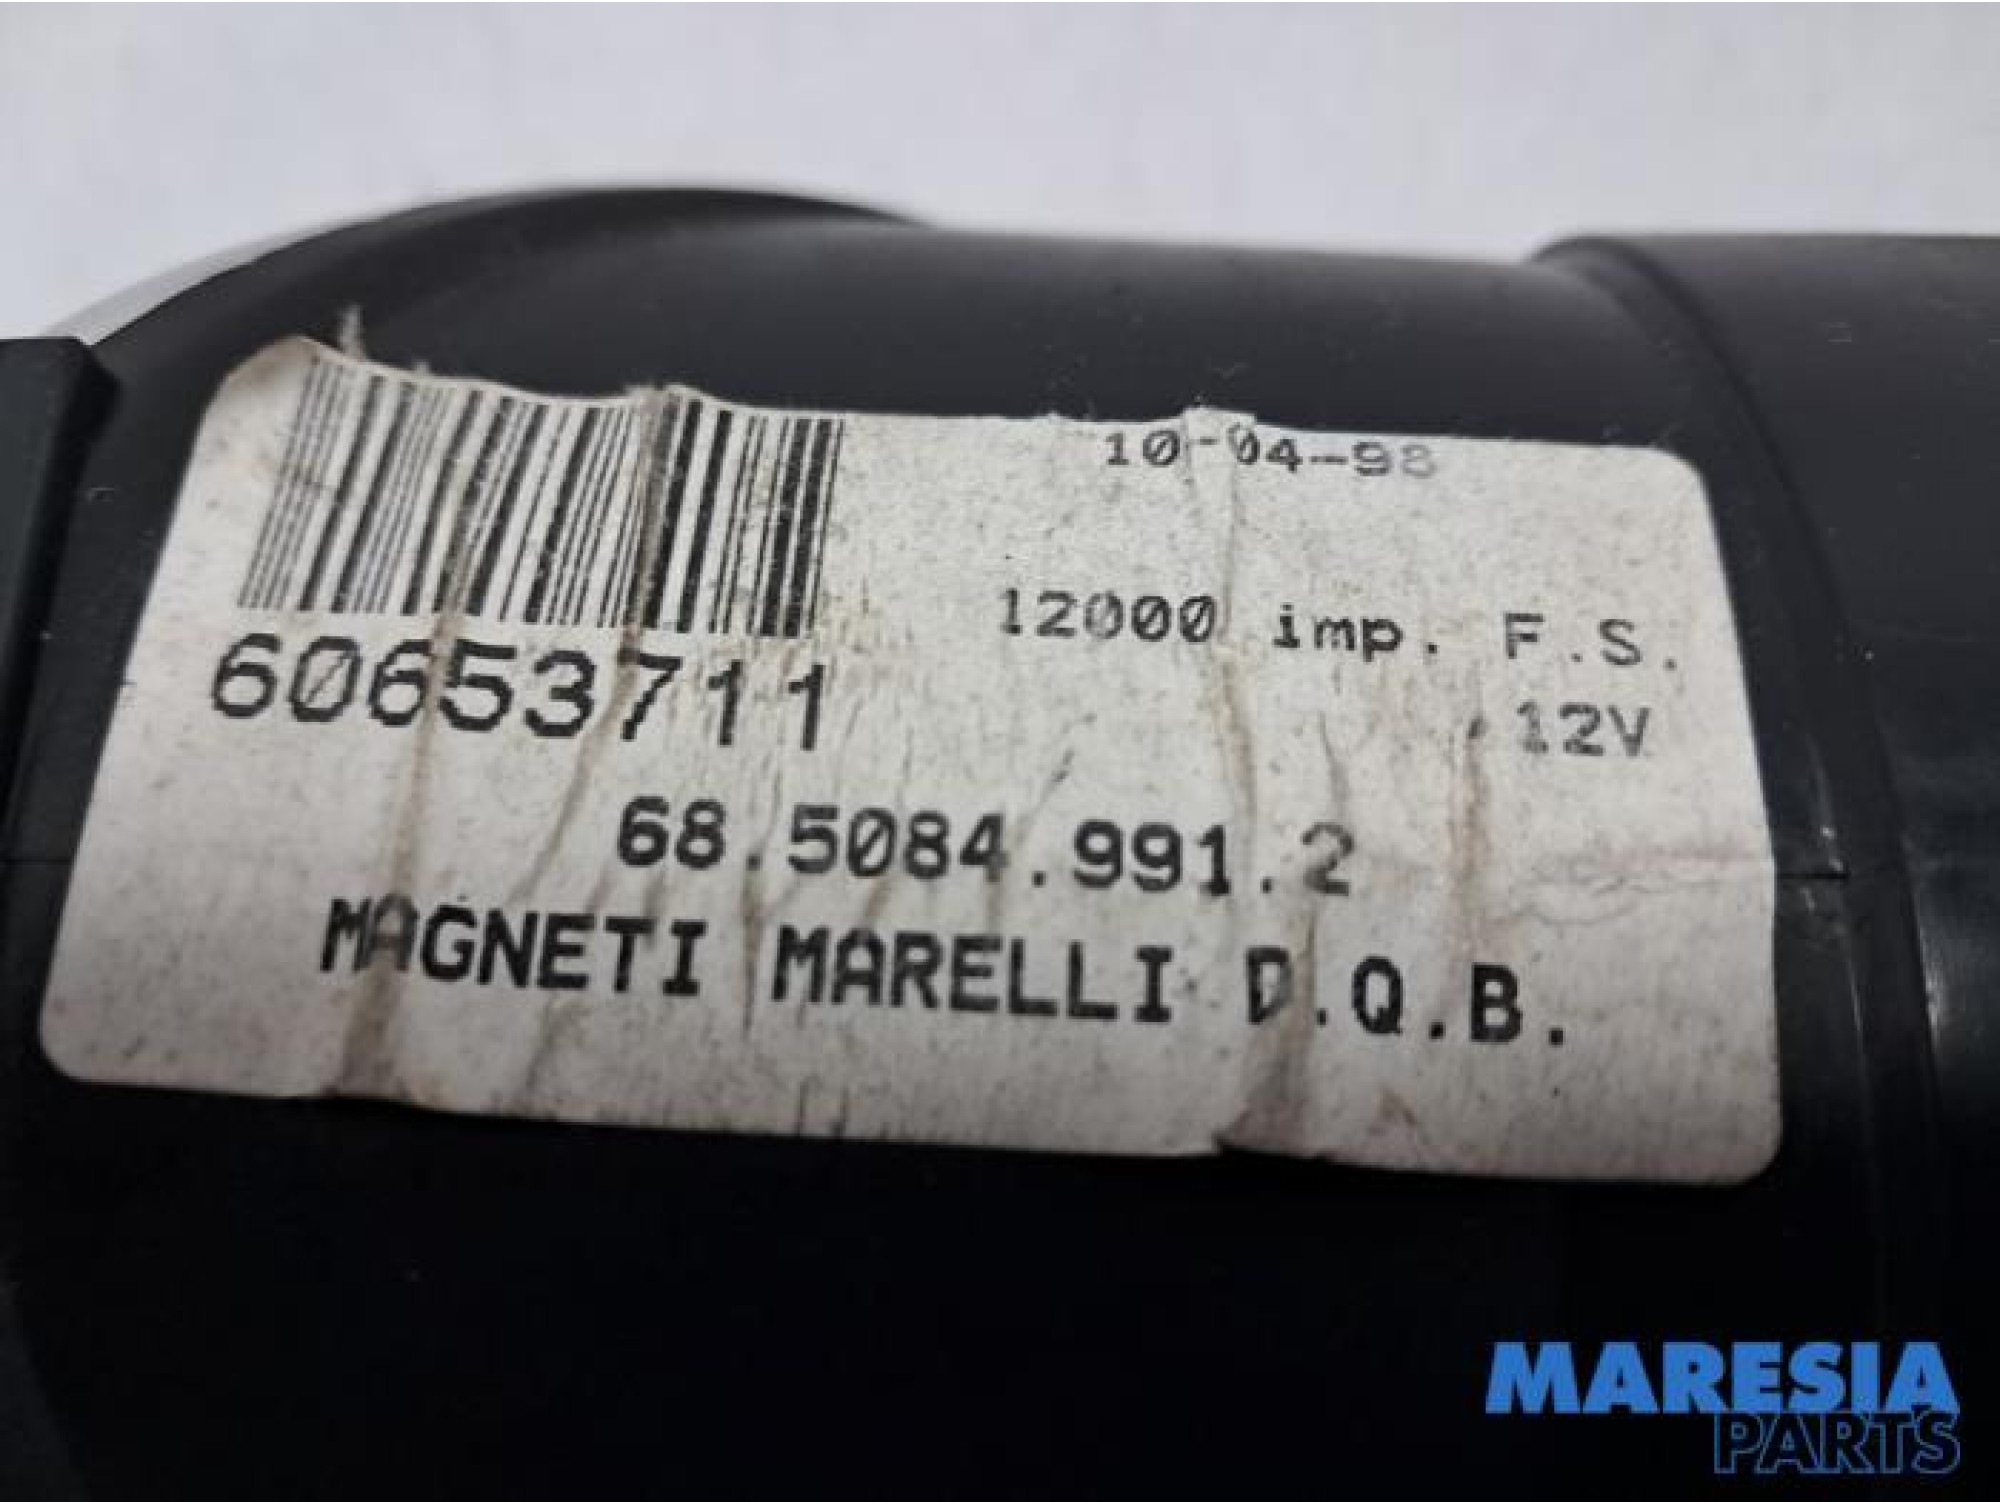 10-04-98
12000 imp. F.S.
60653711
12V
68.5084.991.2
MAGNETI MARELLI D.Q.B.
MARESIA
PARTS